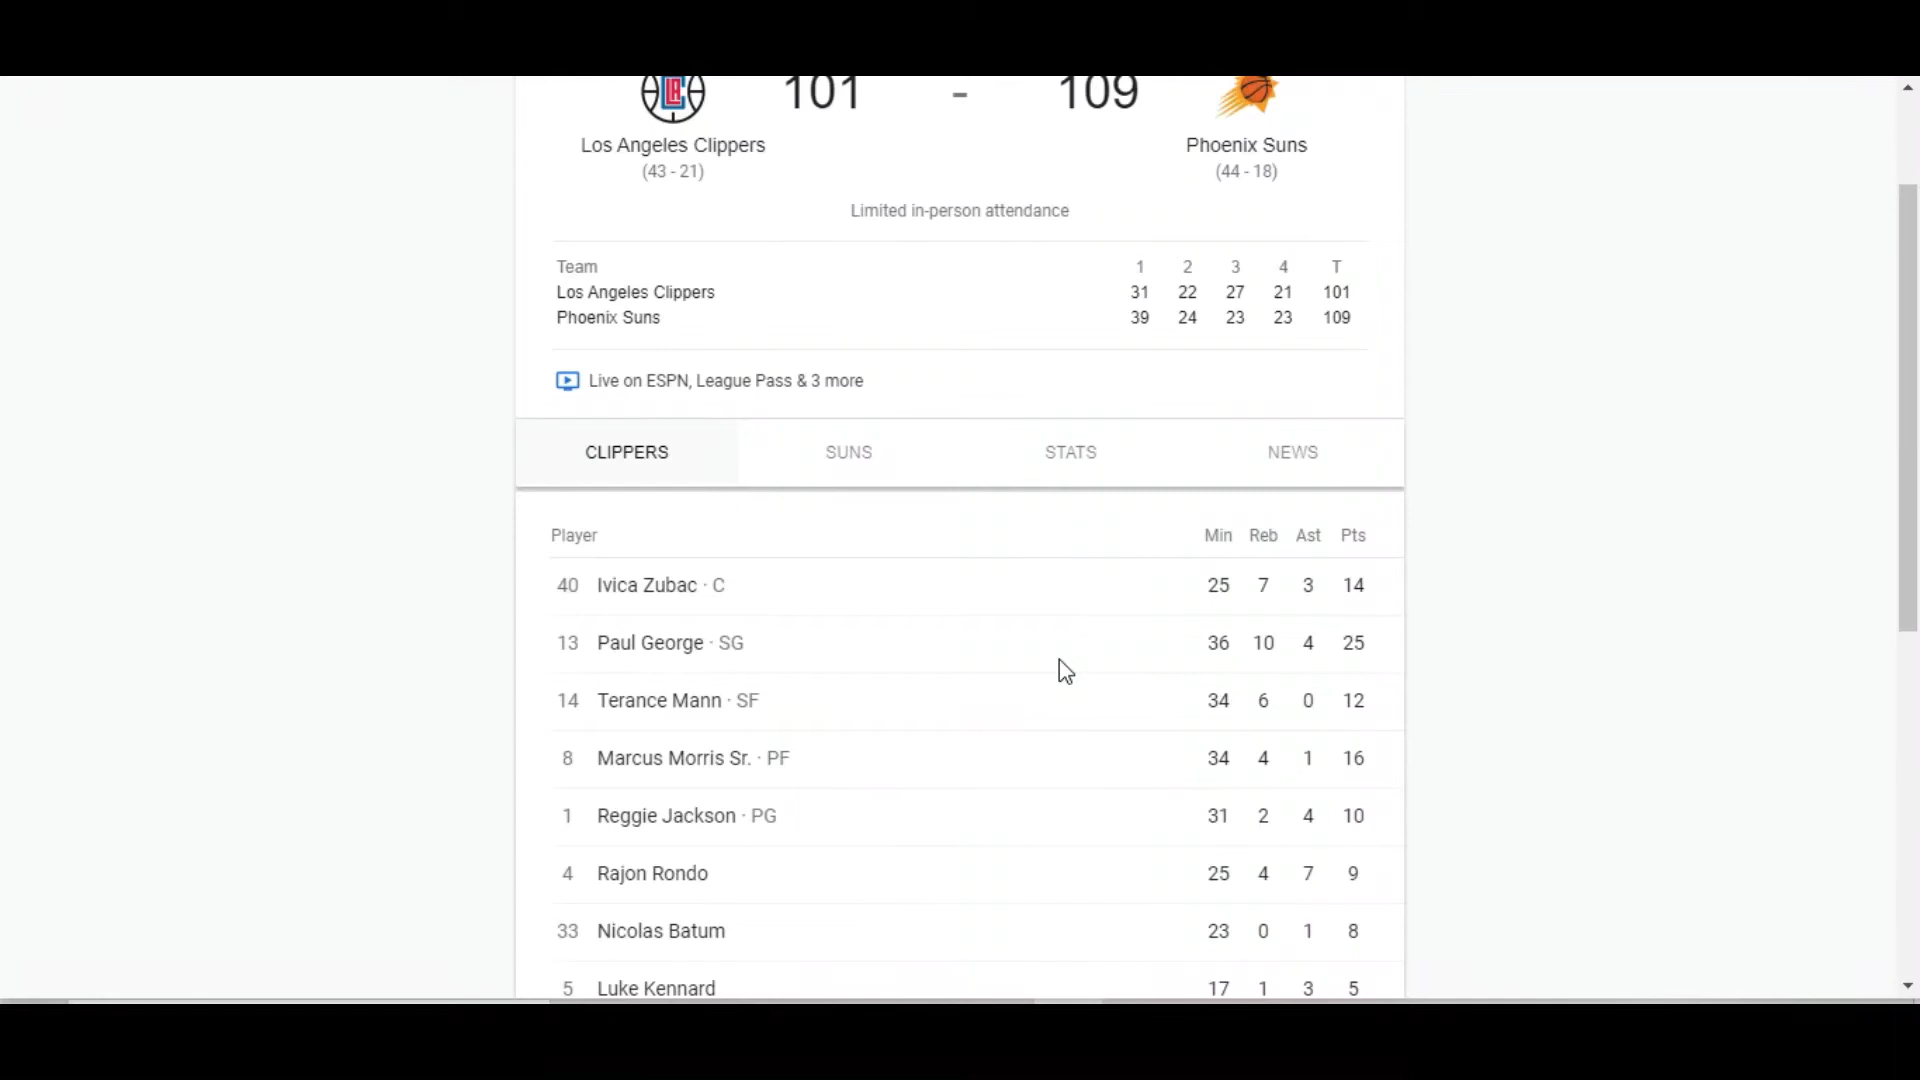 101 - 109
Los Angeles Clippers Phoenix Suns
(43 - 21) (44 - 18)
Limited in-person attendance
Team 1 2 3 4 T
Los Angeles Clippers 31 22 27 21 101
Phoenix Suns 39 24 23 23 109
Live on ESPN, League Pass & 3 more
CLIPPERS SUNS STATS NEWS
Player Min Reb Ast Pts
40 Ivica Zubac · C 25 7 3 14
13 Paul George · SG 36 10 4 25
14 Terance Mann · SF 34 6 0 12
8 Marcus Morris Sr. · PF 34 4 1 16
1 Reggie Jackson · PG 31 2 4 10
4 Rajon Rondo 25 4 7 9
33 Nicolas Batum 23 0 1 8
5 Luke Kennard 17 1 3 5